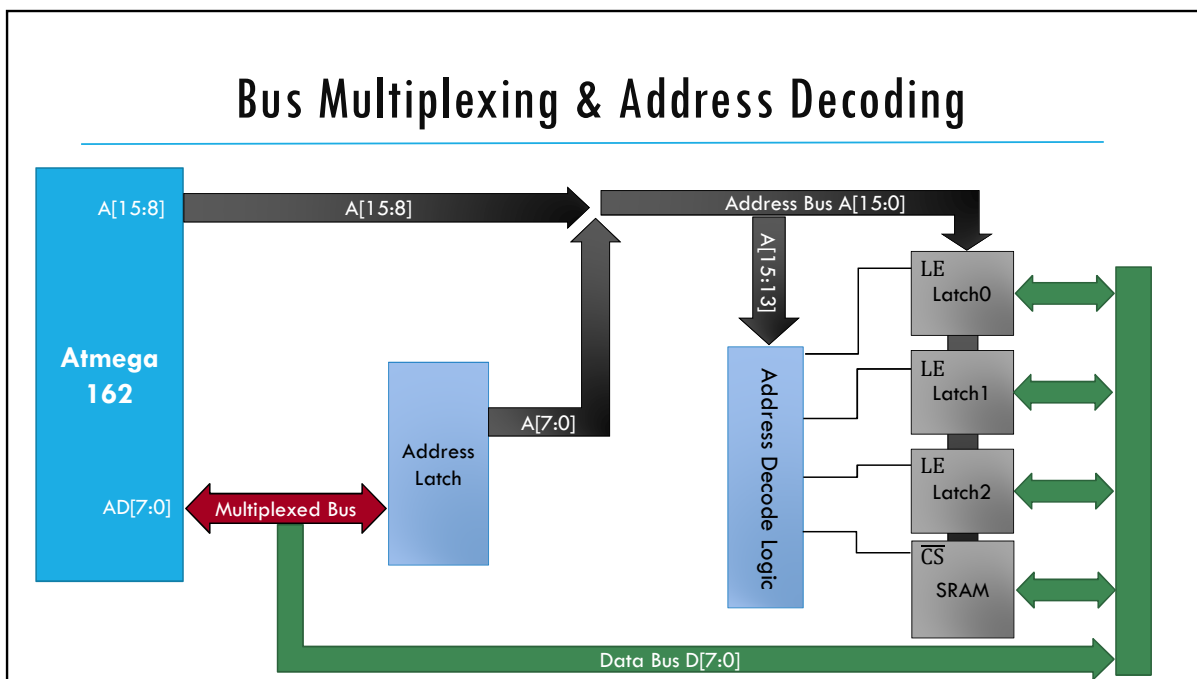 Bus Multiplexing & Address Decoding
A[15:8]
A[15:8]
Address Bus A[15:0]
A[15:13]
LE
Latch0
Atmega
162
LE
Latch1
A[7:0]
Address
Latch
Address Decode Logic
LE
Latch2
AD[7:0]
Multiplexed Bus
C̅S̅
SRAM
Data Bus D[7:0]